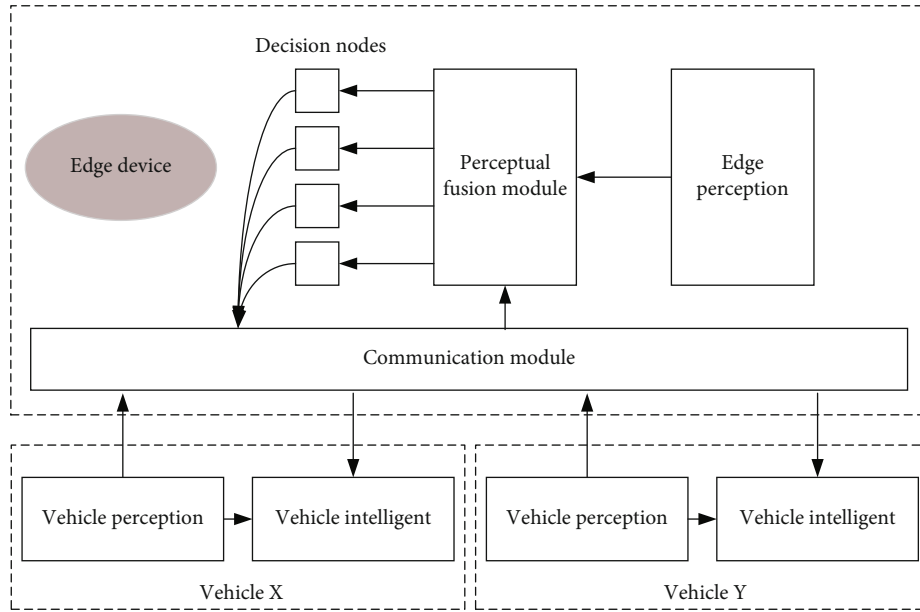 Decision nodes
Edge device
Perceptual
fusion module
Edge
perception
Communication module
Vehicle perception
Vehicle intelligent
Vehicle X
Vehicle perception
Vehicle intelligent
Vehicle Y